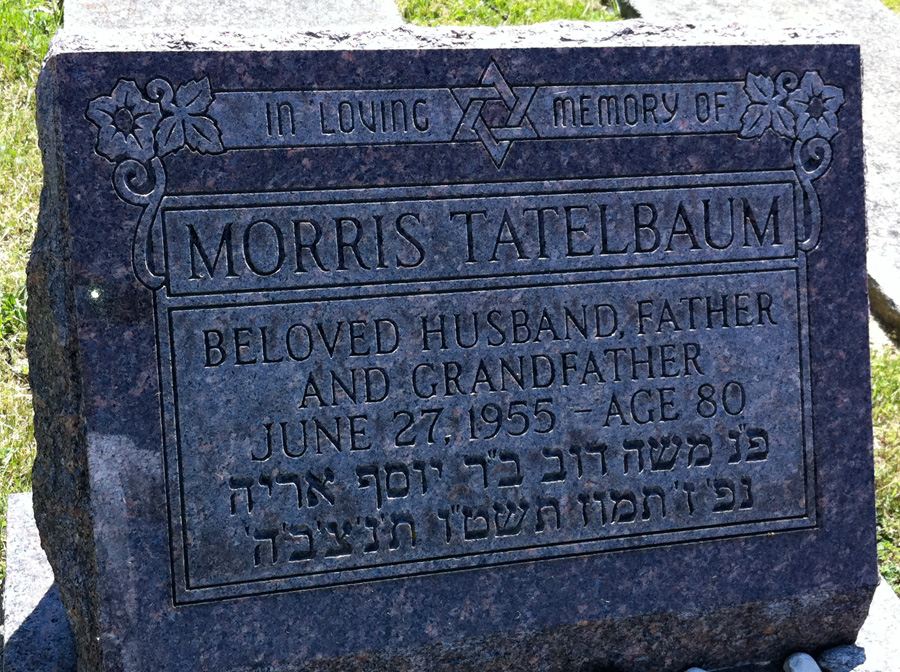 IN LOVING MEMORY OF
MORRIS TATELBAUM
BELOVED HUSBAND, FATHER
AND GRANDFATHER
JUNE 27, 1955 - AGE 80
פ"נ משה דוב ב"ר יוסף אריה
נפ' ז' תמוז תשט"ו ת'נ'צ'ב'ה'